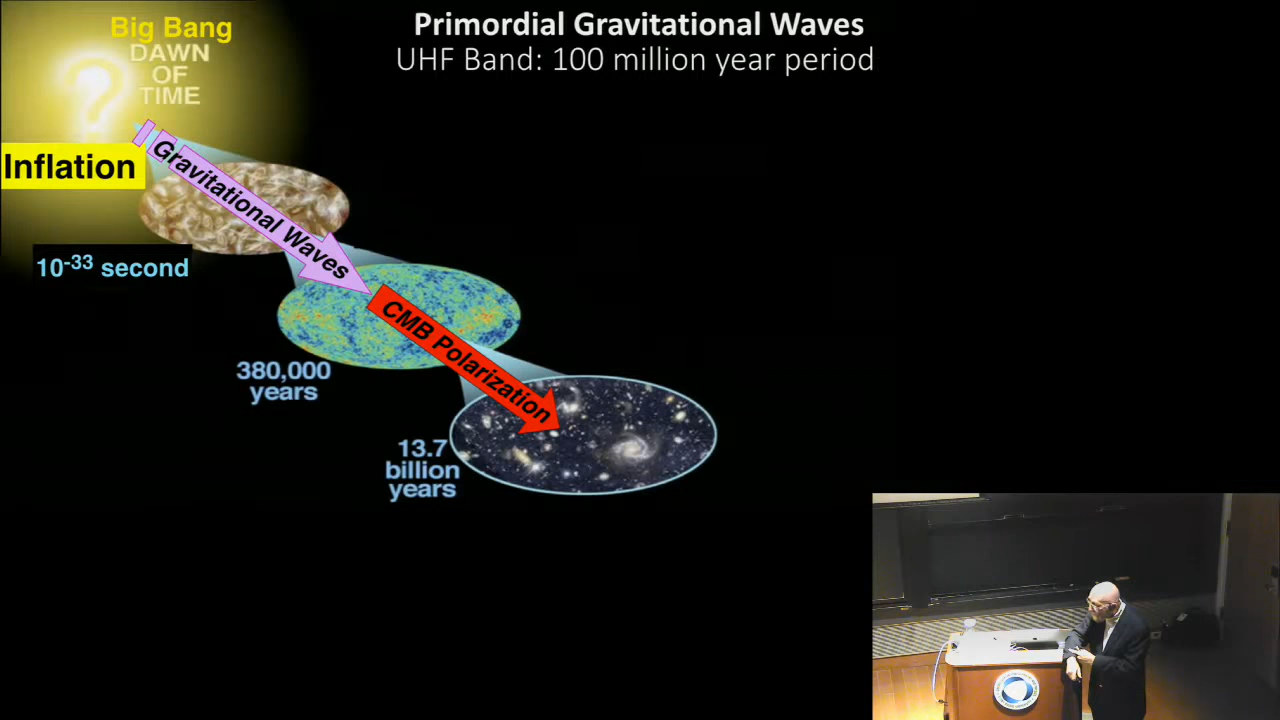 Primordial Gravitational Waves
UHF Band: 100 million year period
Big Bang
DAWN
OF
TIME
?
Inflation
Gravitational Waves
10-33 second
CMB Polarization
380,000
years
13.7
billion
years